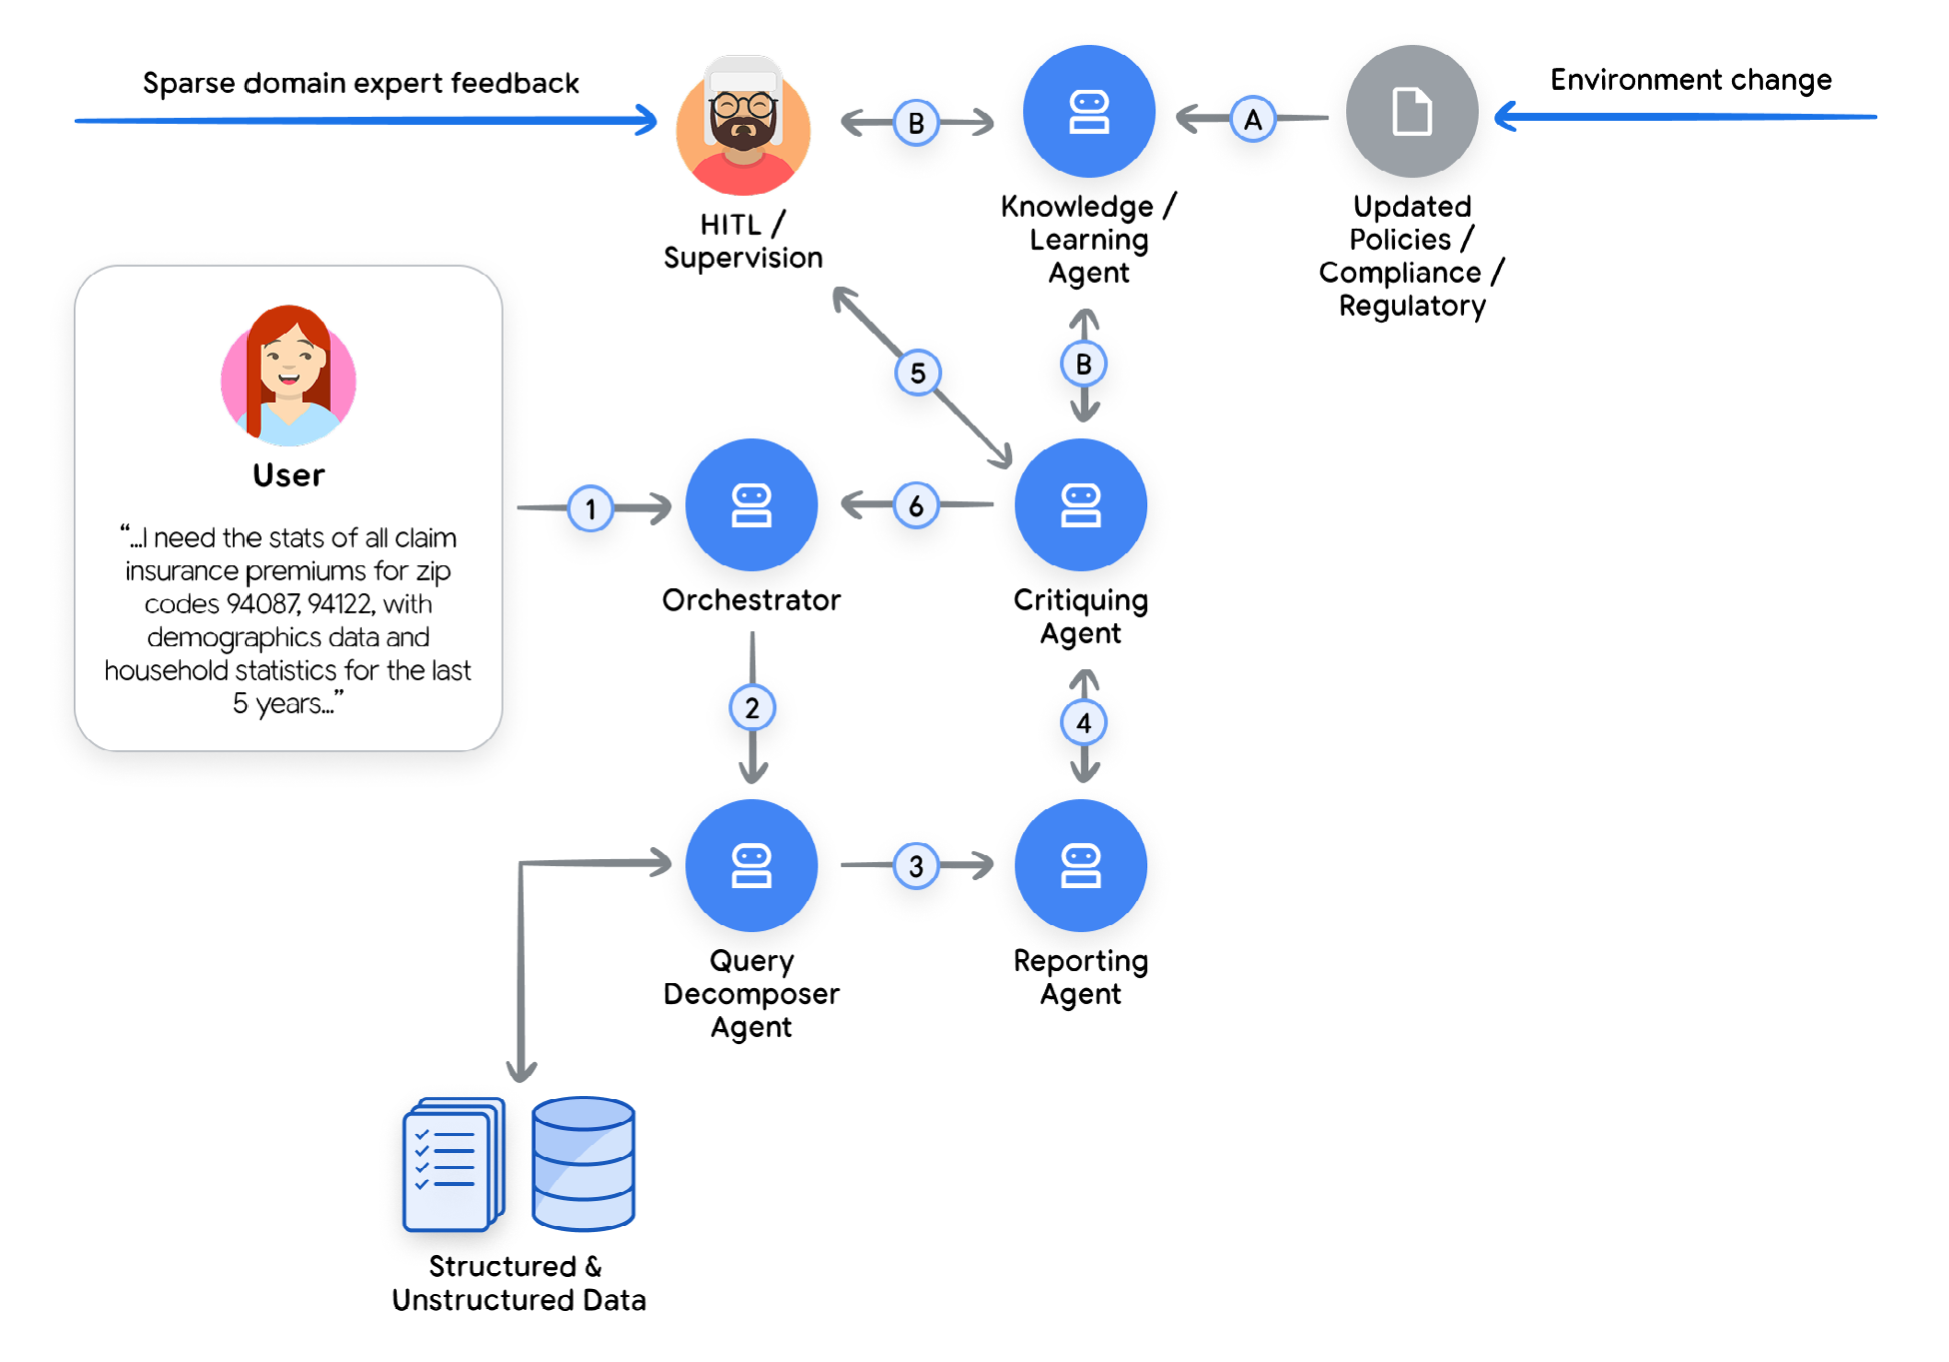 Sparse domain expert feedback
Environment change
B
A
HITL /
Supervision
Knowledge /
Learning
Agent
Updated
Policies /
Compliance /
Regulatory
5
B
User
“...I need the stats of all claim
insurance premiums for zip
codes 94087, 94122, with
demographics data and
household statistics for the last
5 years...”
1
6
Orchestrator
Critiquing
Agent
2
4
3
Query
Decomposer
Agent
Reporting
Agent
Structured &
Unstructured Data